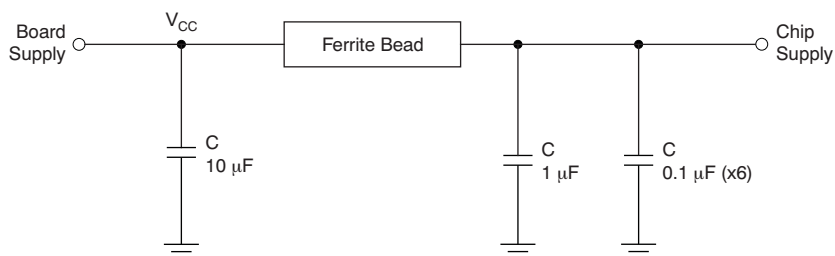 Board
Supply
V_CC
Ferrite Bead
Chip
Supply
C
10 μF
C
1 μF
C
0.1 μF (x6)